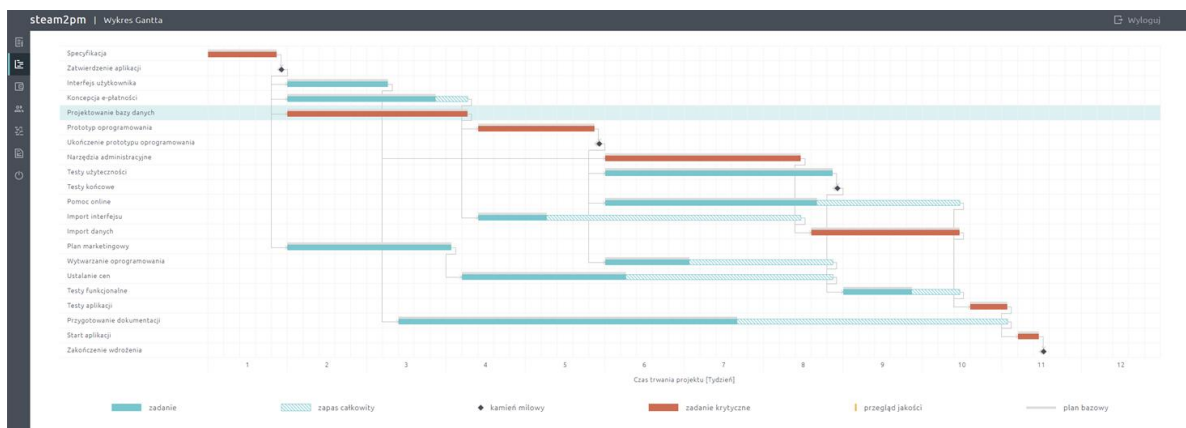 steam2pm | Wykres Gantta
Wyloguj
Specyfikacja
Zatwierdzenie aplikacji
Interfejs użytkownika
Koncepcja e-płatności
Projektowanie bazy danych
Prototyp oprogramowania
Ukończenie prototypu oprogramowania
Narzędzia administracyjne
Testy użyteczności
Testy końcowe
Pomoc online
Import interfejsu
Import danych
Plan marketingowy
Wytwarzanie oprogramowania
Ustalanie cen
Testy funkcjonalne
Testy aplikacji
Przygotowanie dokumentacji
Start aplikacji
Zakończenie wdrożenia
1 2 3 4 5 6 7 8 9 10 11 12
Czas trwania projektu [Tydzień]
zadanie zapas całkowity kamień milowy zadanie krytyczne przegląd jakości plan bazowy